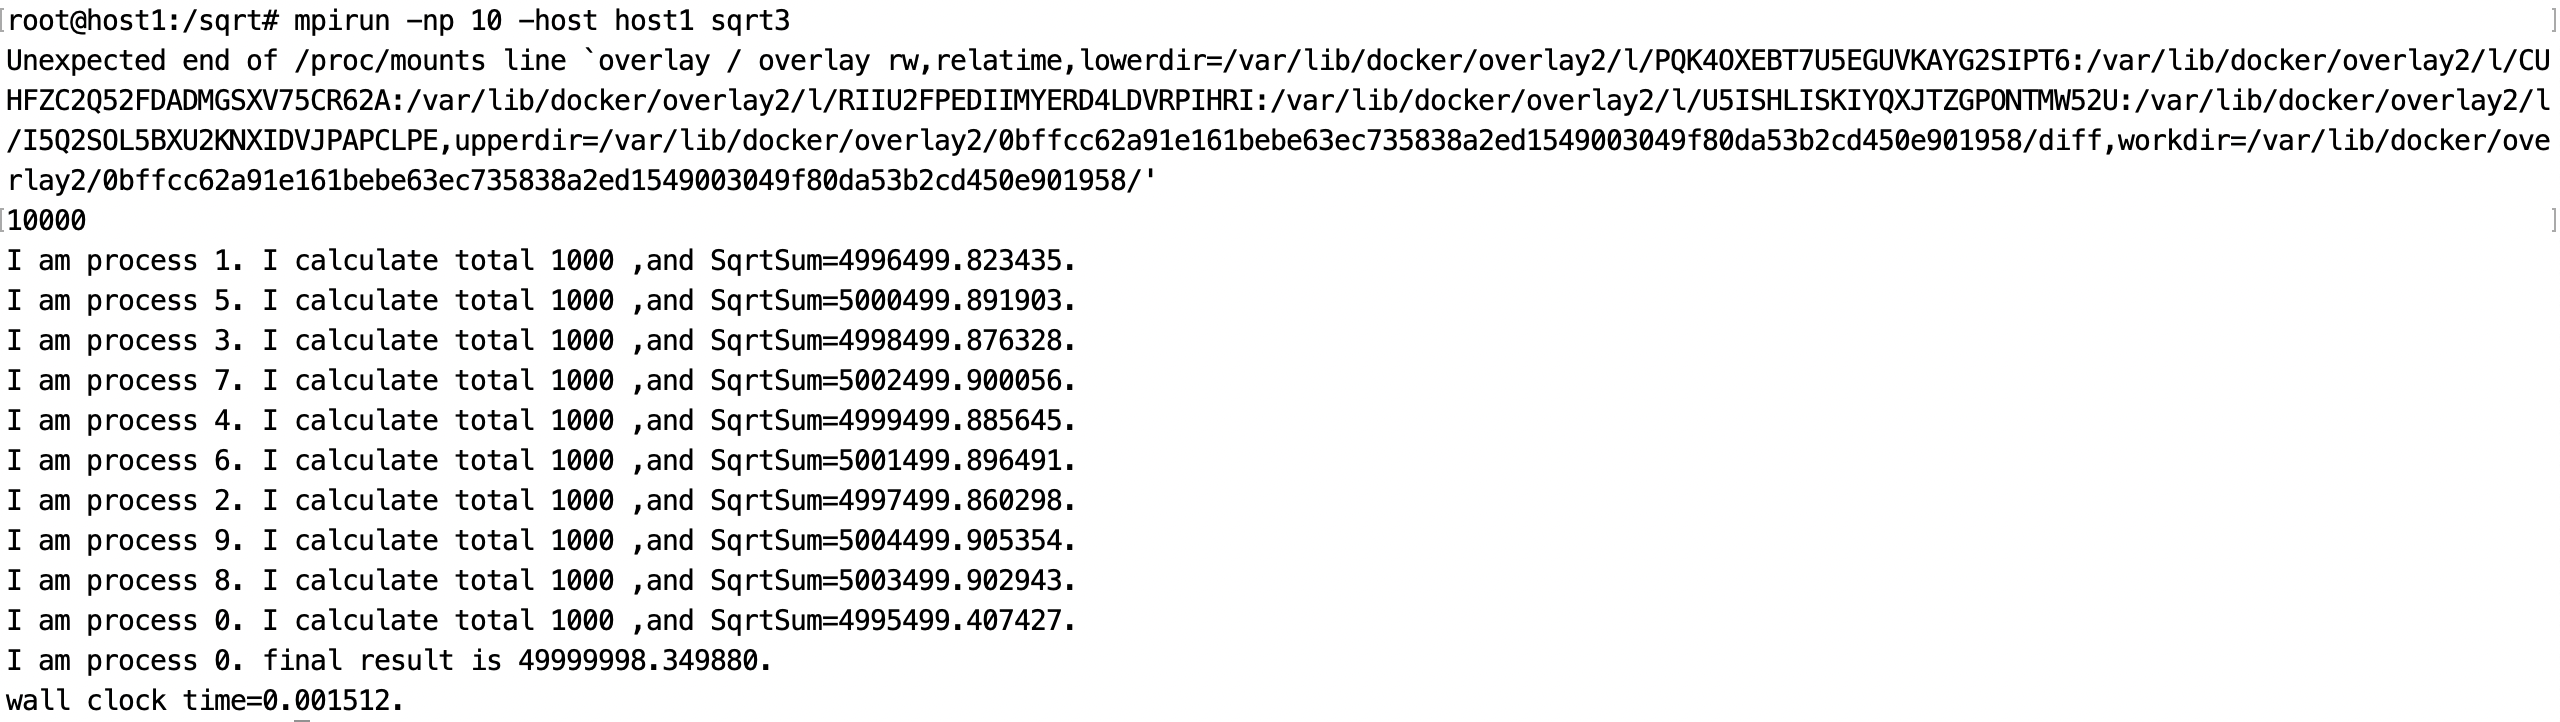 [root@host1:/sqrt# mpirun -np 10 -host host1 sqrt3 ]
Unexpected end of /proc/mounts line `overlay / overlay rw,relatime,lowerdir=/var/lib/docker/overlay2/l/PQK4OXEBT7U5EGUVKAYG2SIPT6:/var/lib/docker/overlay2/l/CU
HFZC2Q52FDADMGSXV75CR62A:/var/lib/docker/overlay2/l/RIIU2FPEDIIMYERD4LDVRPIHRI:/var/lib/docker/overlay2/l/U5ISHLISKIYQXJTZGPONTMW52U:/var/lib/docker/overlay2/l
/I5Q2SOL5BXU2KNXIDVJPAPCLPE,upperdir=/var/lib/docker/overlay2/0bffcc62a91e161bebe63ec735838a2ed1549003049f80da53b2cd450e901958/diff,workdir=/var/lib/docker/ove
rlay2/0bffcc62a91e161bebe63ec735838a2ed1549003049f80da53b2cd450e901958/'
[10000 ]
I am process 1. I calculate total 1000 ,and SqrtSum=4996499.823435.
I am process 5. I calculate total 1000 ,and SqrtSum=5000499.891903.
I am process 3. I calculate total 1000 ,and SqrtSum=4998499.876328.
I am process 7. I calculate total 1000 ,and SqrtSum=5002499.900056.
I am process 4. I calculate total 1000 ,and SqrtSum=4999499.885645.
I am process 6. I calculate total 1000 ,and SqrtSum=5001499.896491.
I am process 2. I calculate total 1000 ,and SqrtSum=4997499.860298.
I am process 9. I calculate total 1000 ,and SqrtSum=5004499.905354.
I am process 8. I calculate total 1000 ,and SqrtSum=5003499.902943.
I am process 0. I calculate total 1000 ,and SqrtSum=4995499.407427.
I am process 0. final result is 49999998.349880.
wall clock time=0.001512.